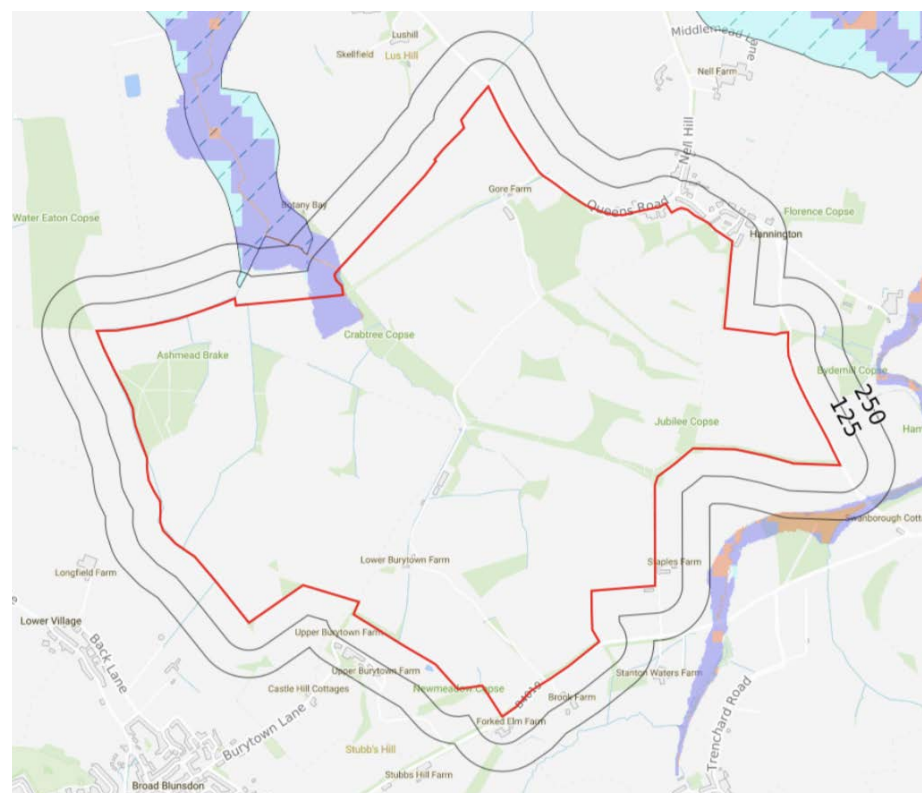 Lushill
Skellfield
Lus Hill
Middlemead Lane
Nell Farm
Nell Hill
Botany Bay
Gore Farm
Water Eaton Copse
Queens Road
Florence Copse
Hannington
Crabtree Copse
Ashmead Brake
Bydemill Copse
250
125
Ham
Jubilee Copse
Swanborough Cott
Lower Burytown Farm
Staples Farm
Longfield Farm
Lower Village
Back Lane
Upper Burytown Farm
Upper Burytown Farm
Stanton Waters Farm
Castle Hill Cottages
Newmeadow Copse
B4019
Brook Farm
Trenchard Road
Forked Elm Farm
Burytown Lane
Stubb's Hill
Stubbs Hill Farm
Broad Blunsdon